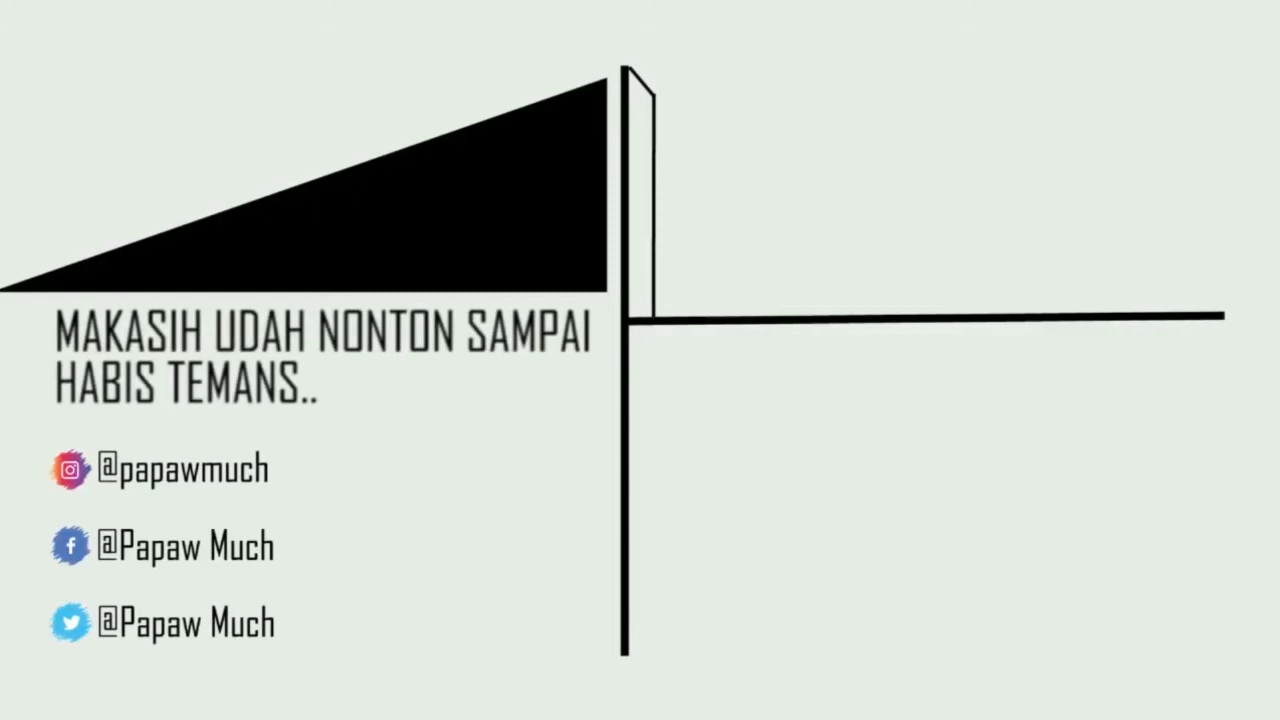 MAKASIH UDAH NONTON SAMPAI
HABIS TEMANS..
@papawmuch
@Papaw Much
@Papaw Much